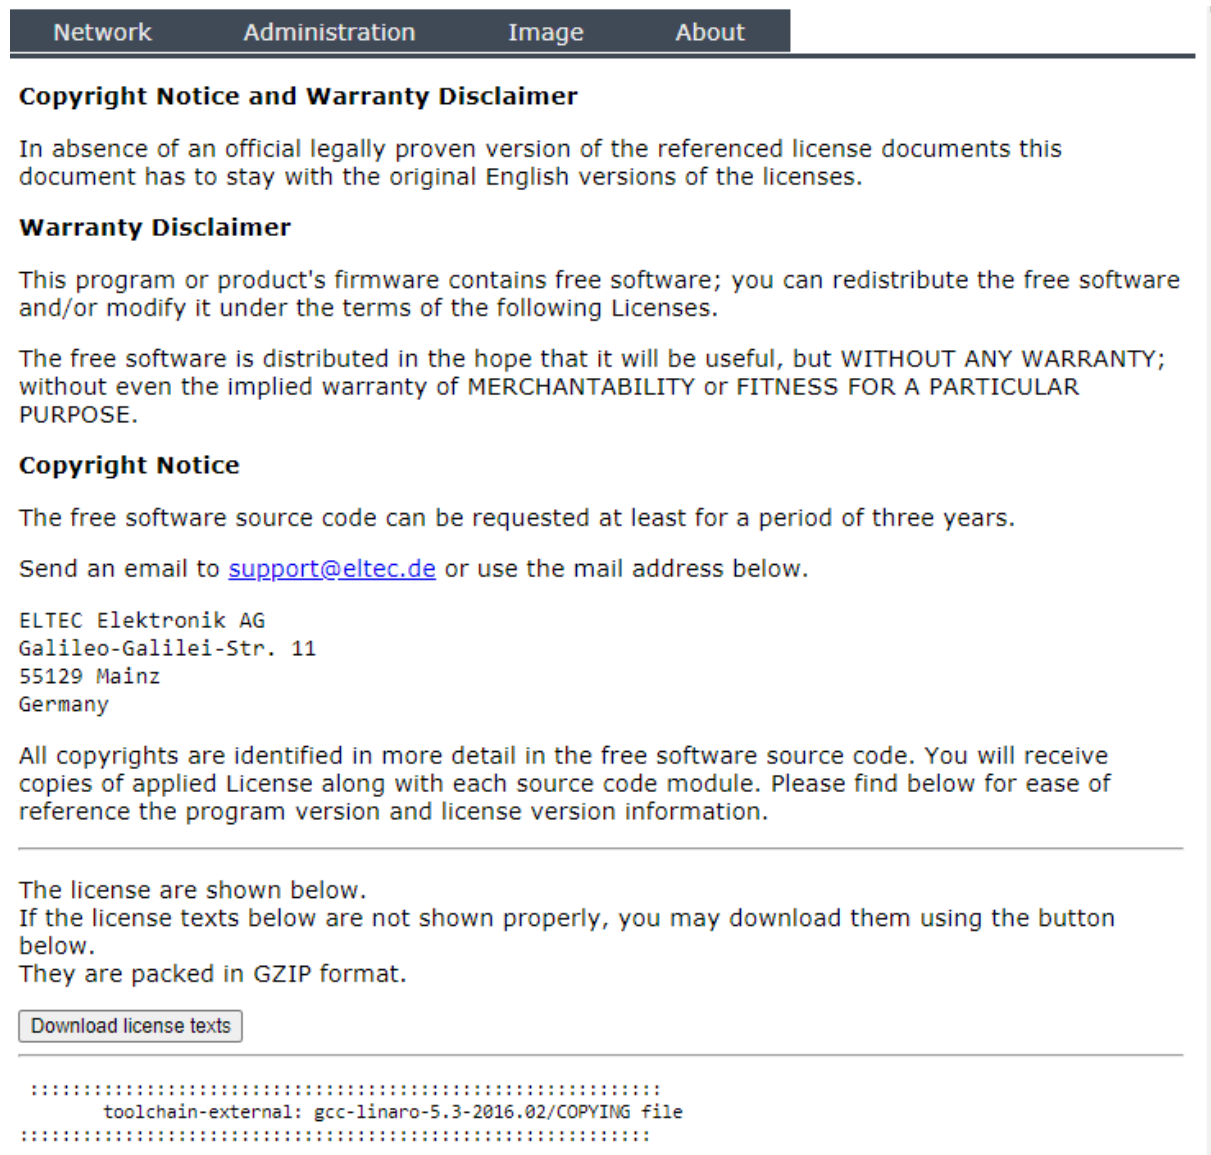 Network Administration Image About
Copyright Notice and Warranty Disclaimer
In absence of an official legally proven version of the referenced license documents this
document has to stay with the original English versions of the licenses.
Warranty Disclaimer
This program or product's firmware contains free software; you can redistribute the free software
and/or modify it under the terms of the following Licenses.
The free software is distributed in the hope that it will be useful, but WITHOUT ANY WARRANTY;
without even the implied warranty of MERCHANTABILITY or FITNESS FOR A PARTICULAR
PURPOSE.
Copyright Notice
The free software source code can be requested at least for a period of three years.
Send an email to support@eltec.de or use the mail address below.
ELTEC Elektronik AG
Galileo-Galilei-Str. 11
55129 Mainz
Germany
All copyrights are identified in more detail in the free software source code. You will receive
copies of applied License along with each source code module. Please find below for ease of
reference the program version and license version information.
The license are shown below.
If the license texts below are not shown properly, you may download them using the button
below.
They are packed in GZIP format.
Download license texts
::::::::::::::::::::::::::::::::::::::::::::::::::::::::::::
toolchain-external: gcc-linaro-5.3-2016.02/COPYING file
::::::::::::::::::::::::::::::::::::::::::::::::::::::::::::